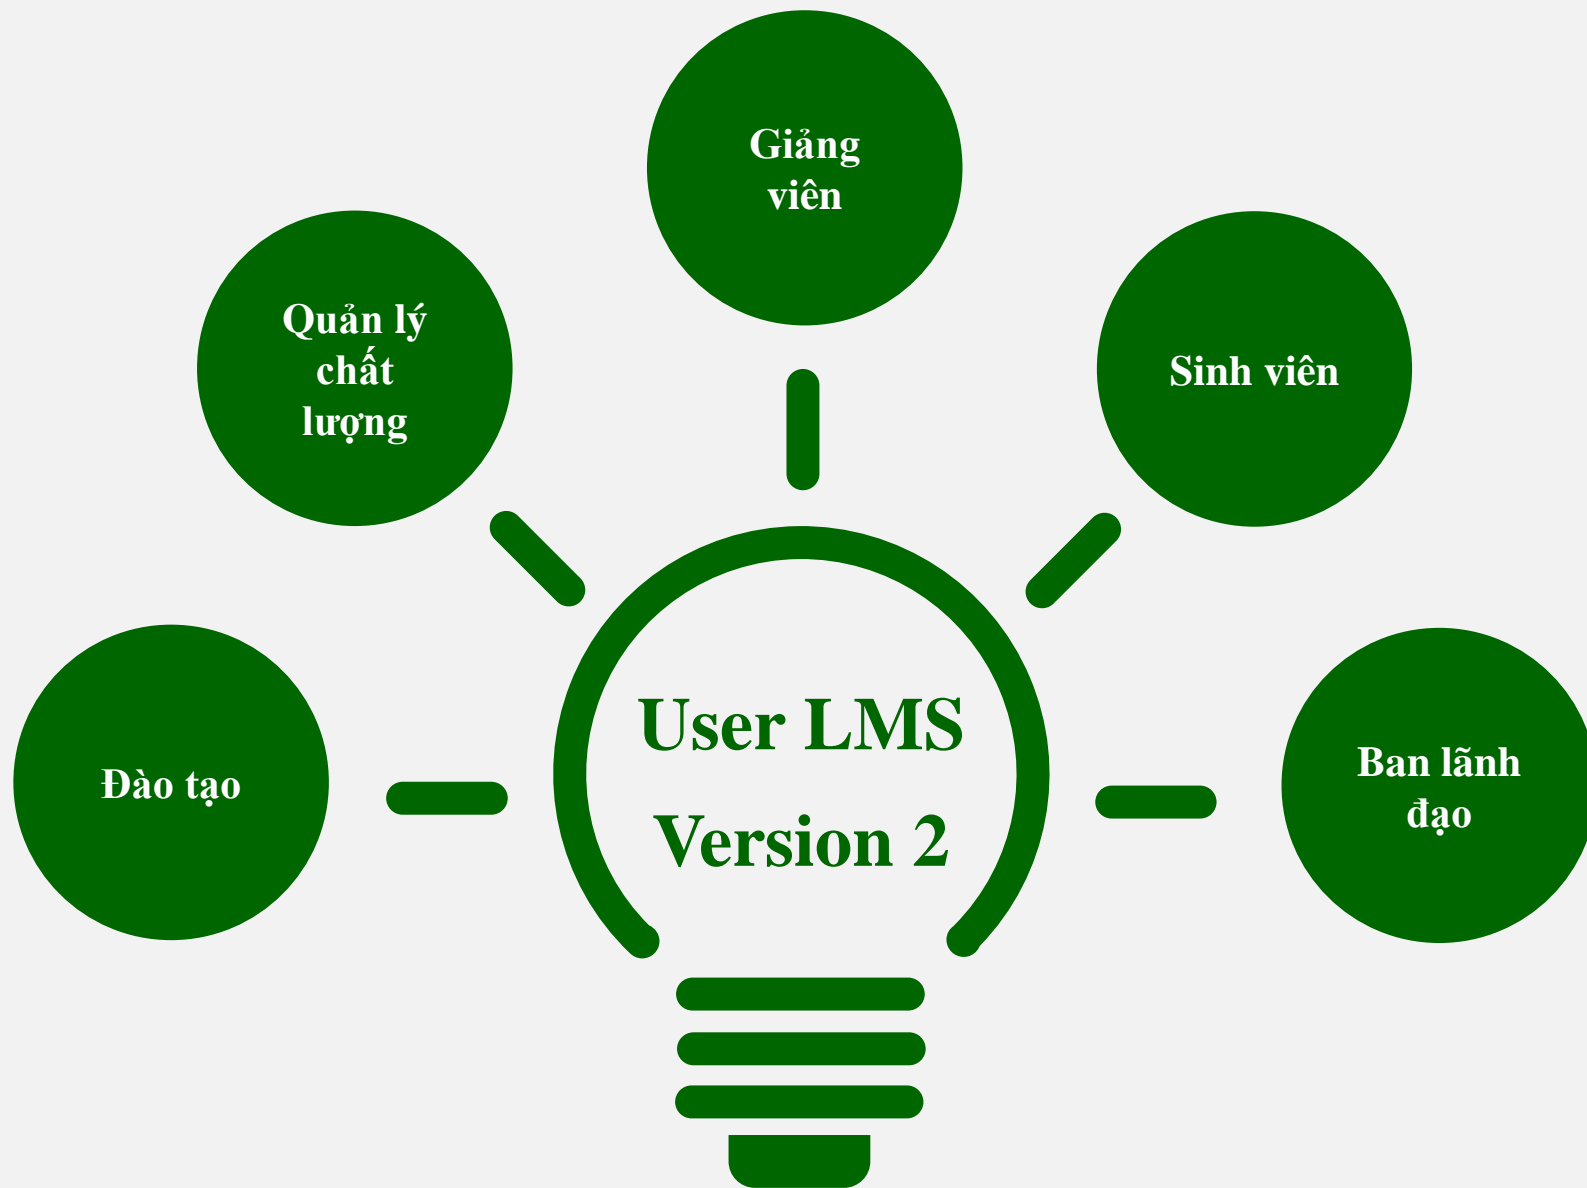 Giảng
viên
Quản lý
chất
lượng
Sinh viên
Đào tạo
User LMS
Version 2
Ban lãnh
đạo